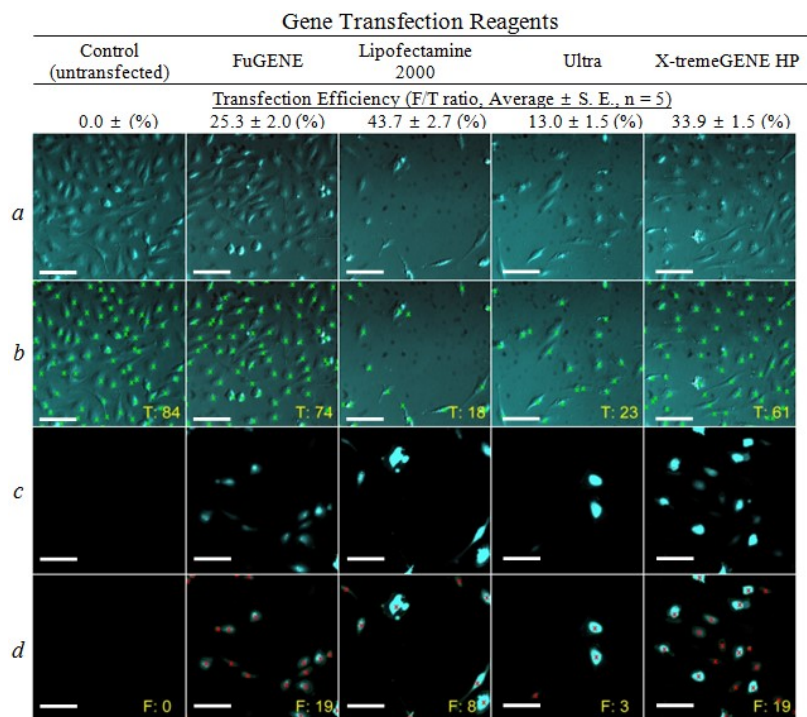 Gene Transfection Reagents
Control (untransfected) FuGENE Lipofectamine 2000 Ultra X-tremeGENE HP
Transfection Efficiency (F/T ratio, Average ± S. E., n = 5)
0.0 ± (%) 25.3 ± 2.0 (%) 43.7 ± 2.7 (%) 13.0 ± 1.5 (%) 33.9 ± 1.5 (%)
a
b
T: 84 T: 74 T: 18 T: 23 T: 61
c
d
F: 0 F: 19 F: 8 F: 3 F: 19